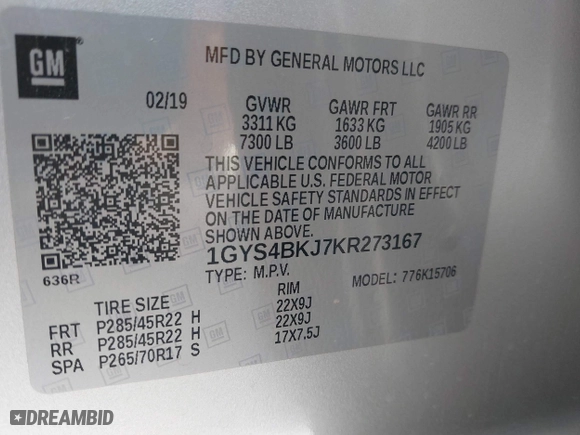 GM
MFD BY GENERAL MOTORS LLC
02/19 GVWR GAWR FRT GAWR RR
3311 KG 1633 KG 1905 KG
7300 LB 3600 LB 4200 LB
THIS VEHICLE CONFORMS TO ALL
APPLICABLE U.S. FEDERAL MOTOR
VEHICLE SAFETY STANDARDS IN EFFECT
ON THE DATE OF MANUFACTURE
1GYS4BKJ7KR273167
636R TYPE: M.P.V. MODEL: 776K15706
TIRE SIZE RIM
FRT P285/45R22 H 22X9J
RR P285/45R22 H 22X9J
SPA P265/70R17 S 17X7.5J
DREAMBID